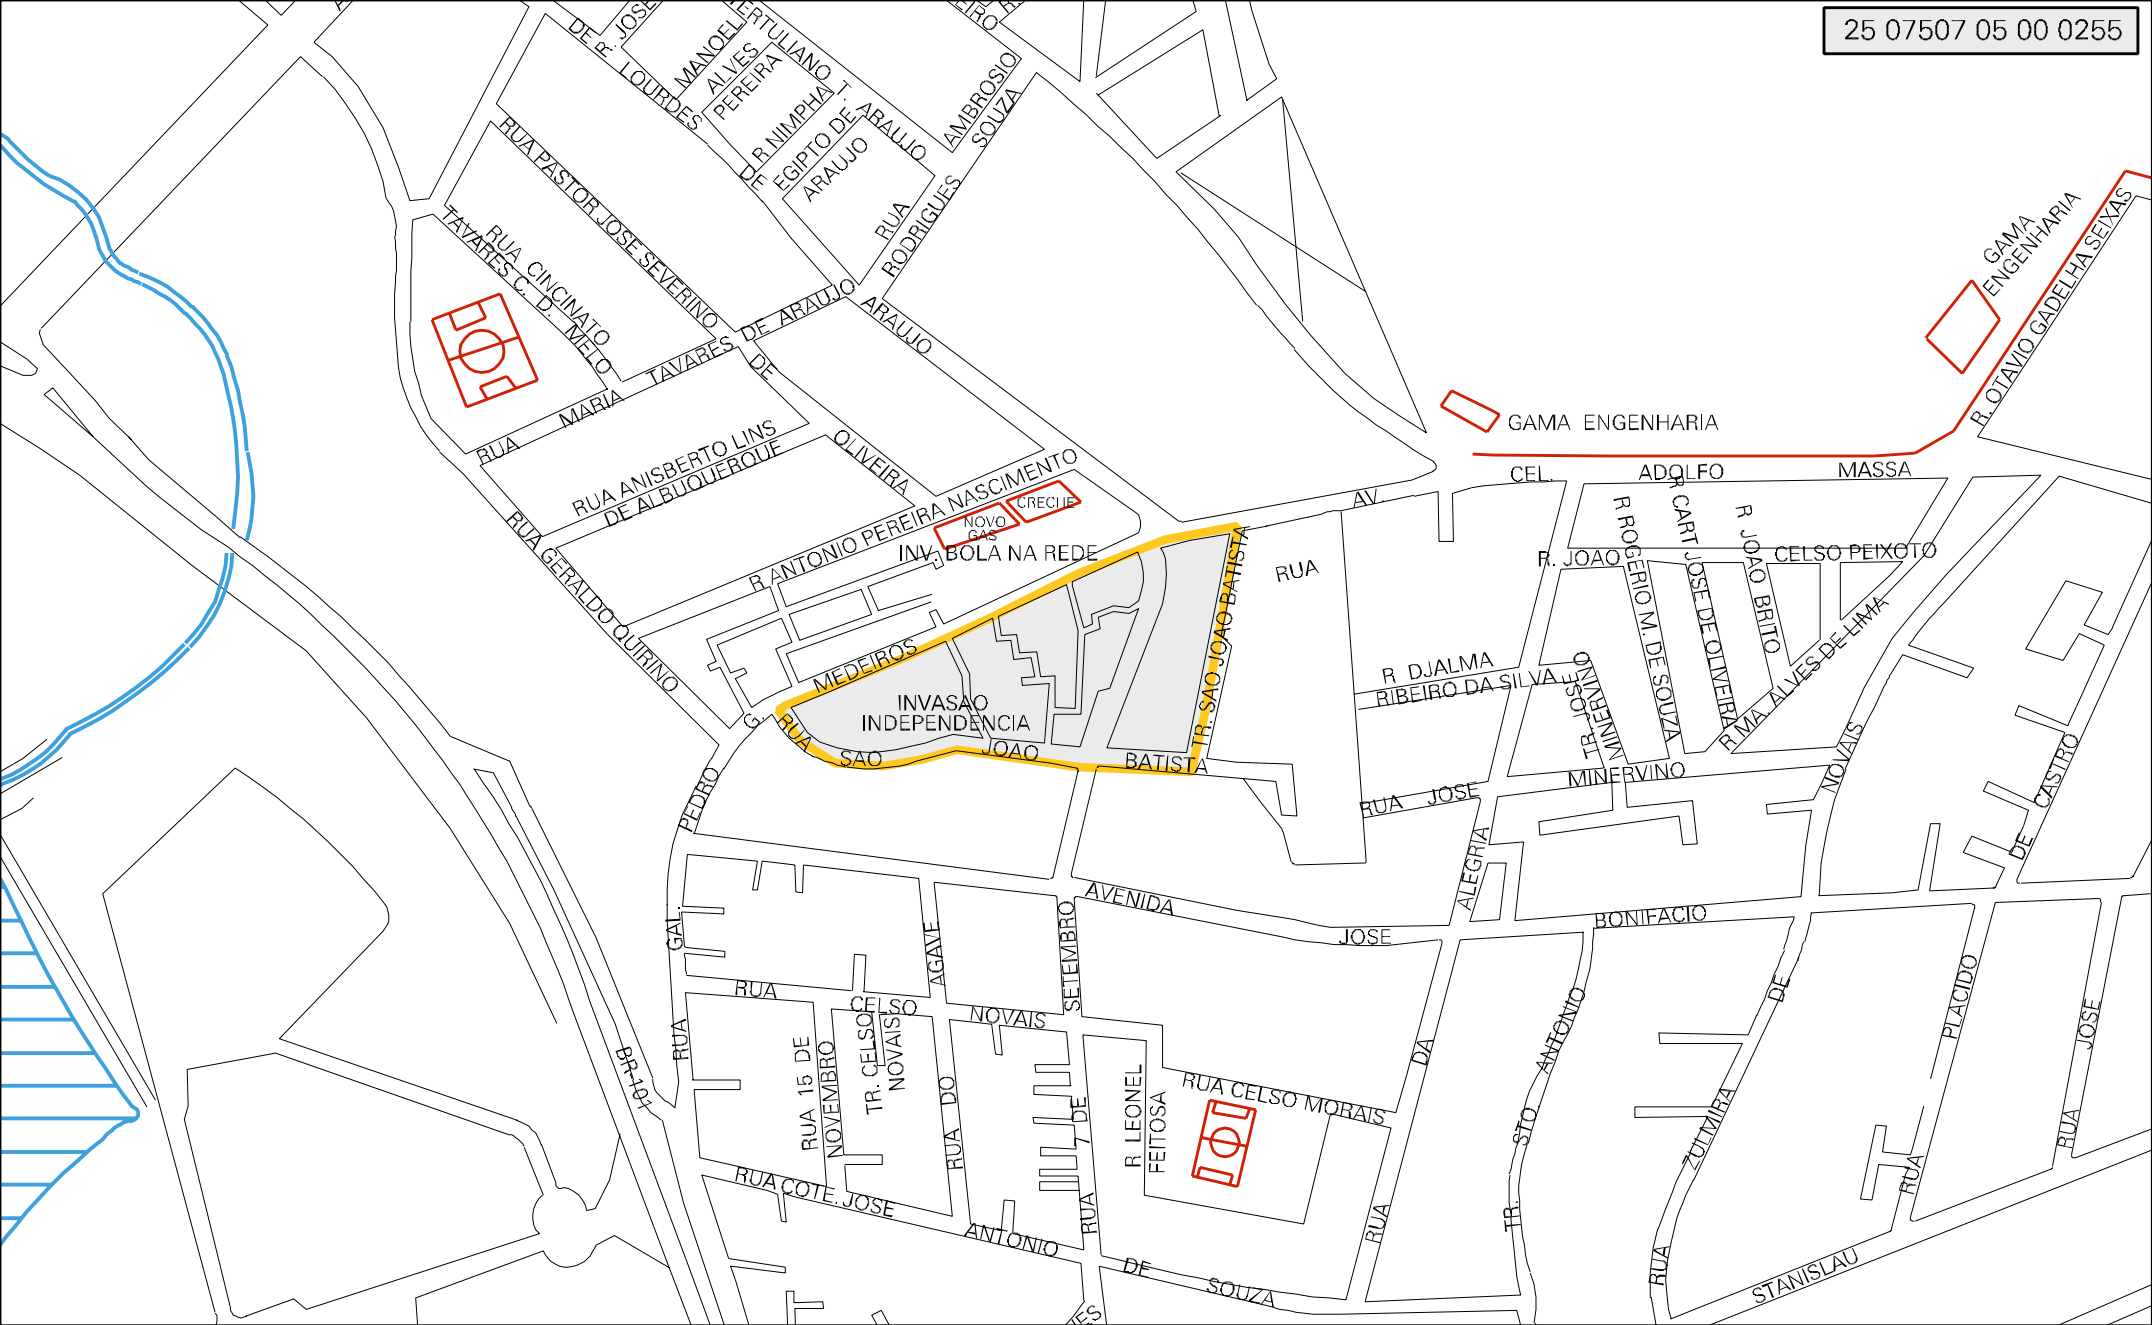 25 07507 05 00 0255
DE
LOURDES
DE
R. JOSE
MANOEL
ALVES
PEREIRA
ERTULIANO T. ARAUJO
R NIMPHA
EGIPTO DE
ARAUJO
AMBROSIO
SOUZA
RUA
RODRIGUES
RUA PASTOR JOSE SEVERINO
RUA CINCINATO
TAVARES C. D. MELO
RUA MARIA TAVARES DE ARAUJO
ARAUJO
DE
OLIVEIRA
RUA ANISBERTO LINS
DE ALBUQUERQUE
R ANTONIO PEREIRA NASCIMENTO
CRECHE
NOVO
GAS
INV. BOLA NA REDE
RUA GERALDO QUIRINO
GAMA
ENGENHARIA
R. OTAVIO GADELHA SEIXAS
GAMA ENGENHARIA
AV. CEL. ADOLFO MASSA
R. JOAO CELSO PEIXOTO
R ROGERIO M. DE SOUZA
R CART JOSE DE OLIVEIRA
R JOAO BRITO
R MA. ALVES DE LIMA
RUA
TR. SAO JOAO BATISTA
R DJALMA
RIBEIRO DA SILVA
TR. JOSE
MINERVINO
MEDEIROS
G.
INVASAO
INDEPENDENCIA
RUA SAO JOAO BATISTA
PEDRO
GAL.
RUA
RUA JOSE MINERVINO
NOVAIS
DE
ZULMIRA
RUA
CASTRO
DE
PLACIDO
RUA
ALEGRIA
DA
RUA
AVENIDA JOSE BONIFACIO
AGAVE
RUA DO
SETEMBRO
7 DE
RUA
RUA CELSO NOVAIS
RUA 15 DE
NOVEMBRO
TR. CELSO
NOVAIS
BR-101
R LEONEL
FEITOSA
RUA CELSO MORAIS
ANTONIO
STO
TR.
JOSE
RUA
RUA COTE. JOSE
ANTONIO DE SOUZA
STANISLAU